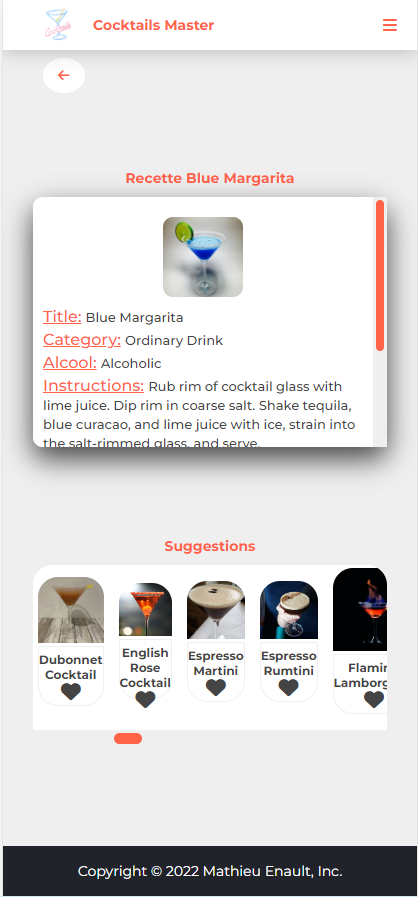 Cocktails
Cocktails Master
Recette Blue Margarita
Title: Blue Margarita
Category: Ordinary Drink
Alcool: Alcoholic
Instructions: Rub rim of cocktail glass with
lime juice. Dip rim in coarse salt. Shake tequila,
blue curacao, and lime juice with ice, strain into
the salt-rimmed glass, and serve.
Suggestions
Dubonnet
Cocktail
English
Rose
Cocktail
Espresso
Martini
Espresso
Rumtini
Flamin
Lamborg
Copyright © 2022 Mathieu Enault, Inc.